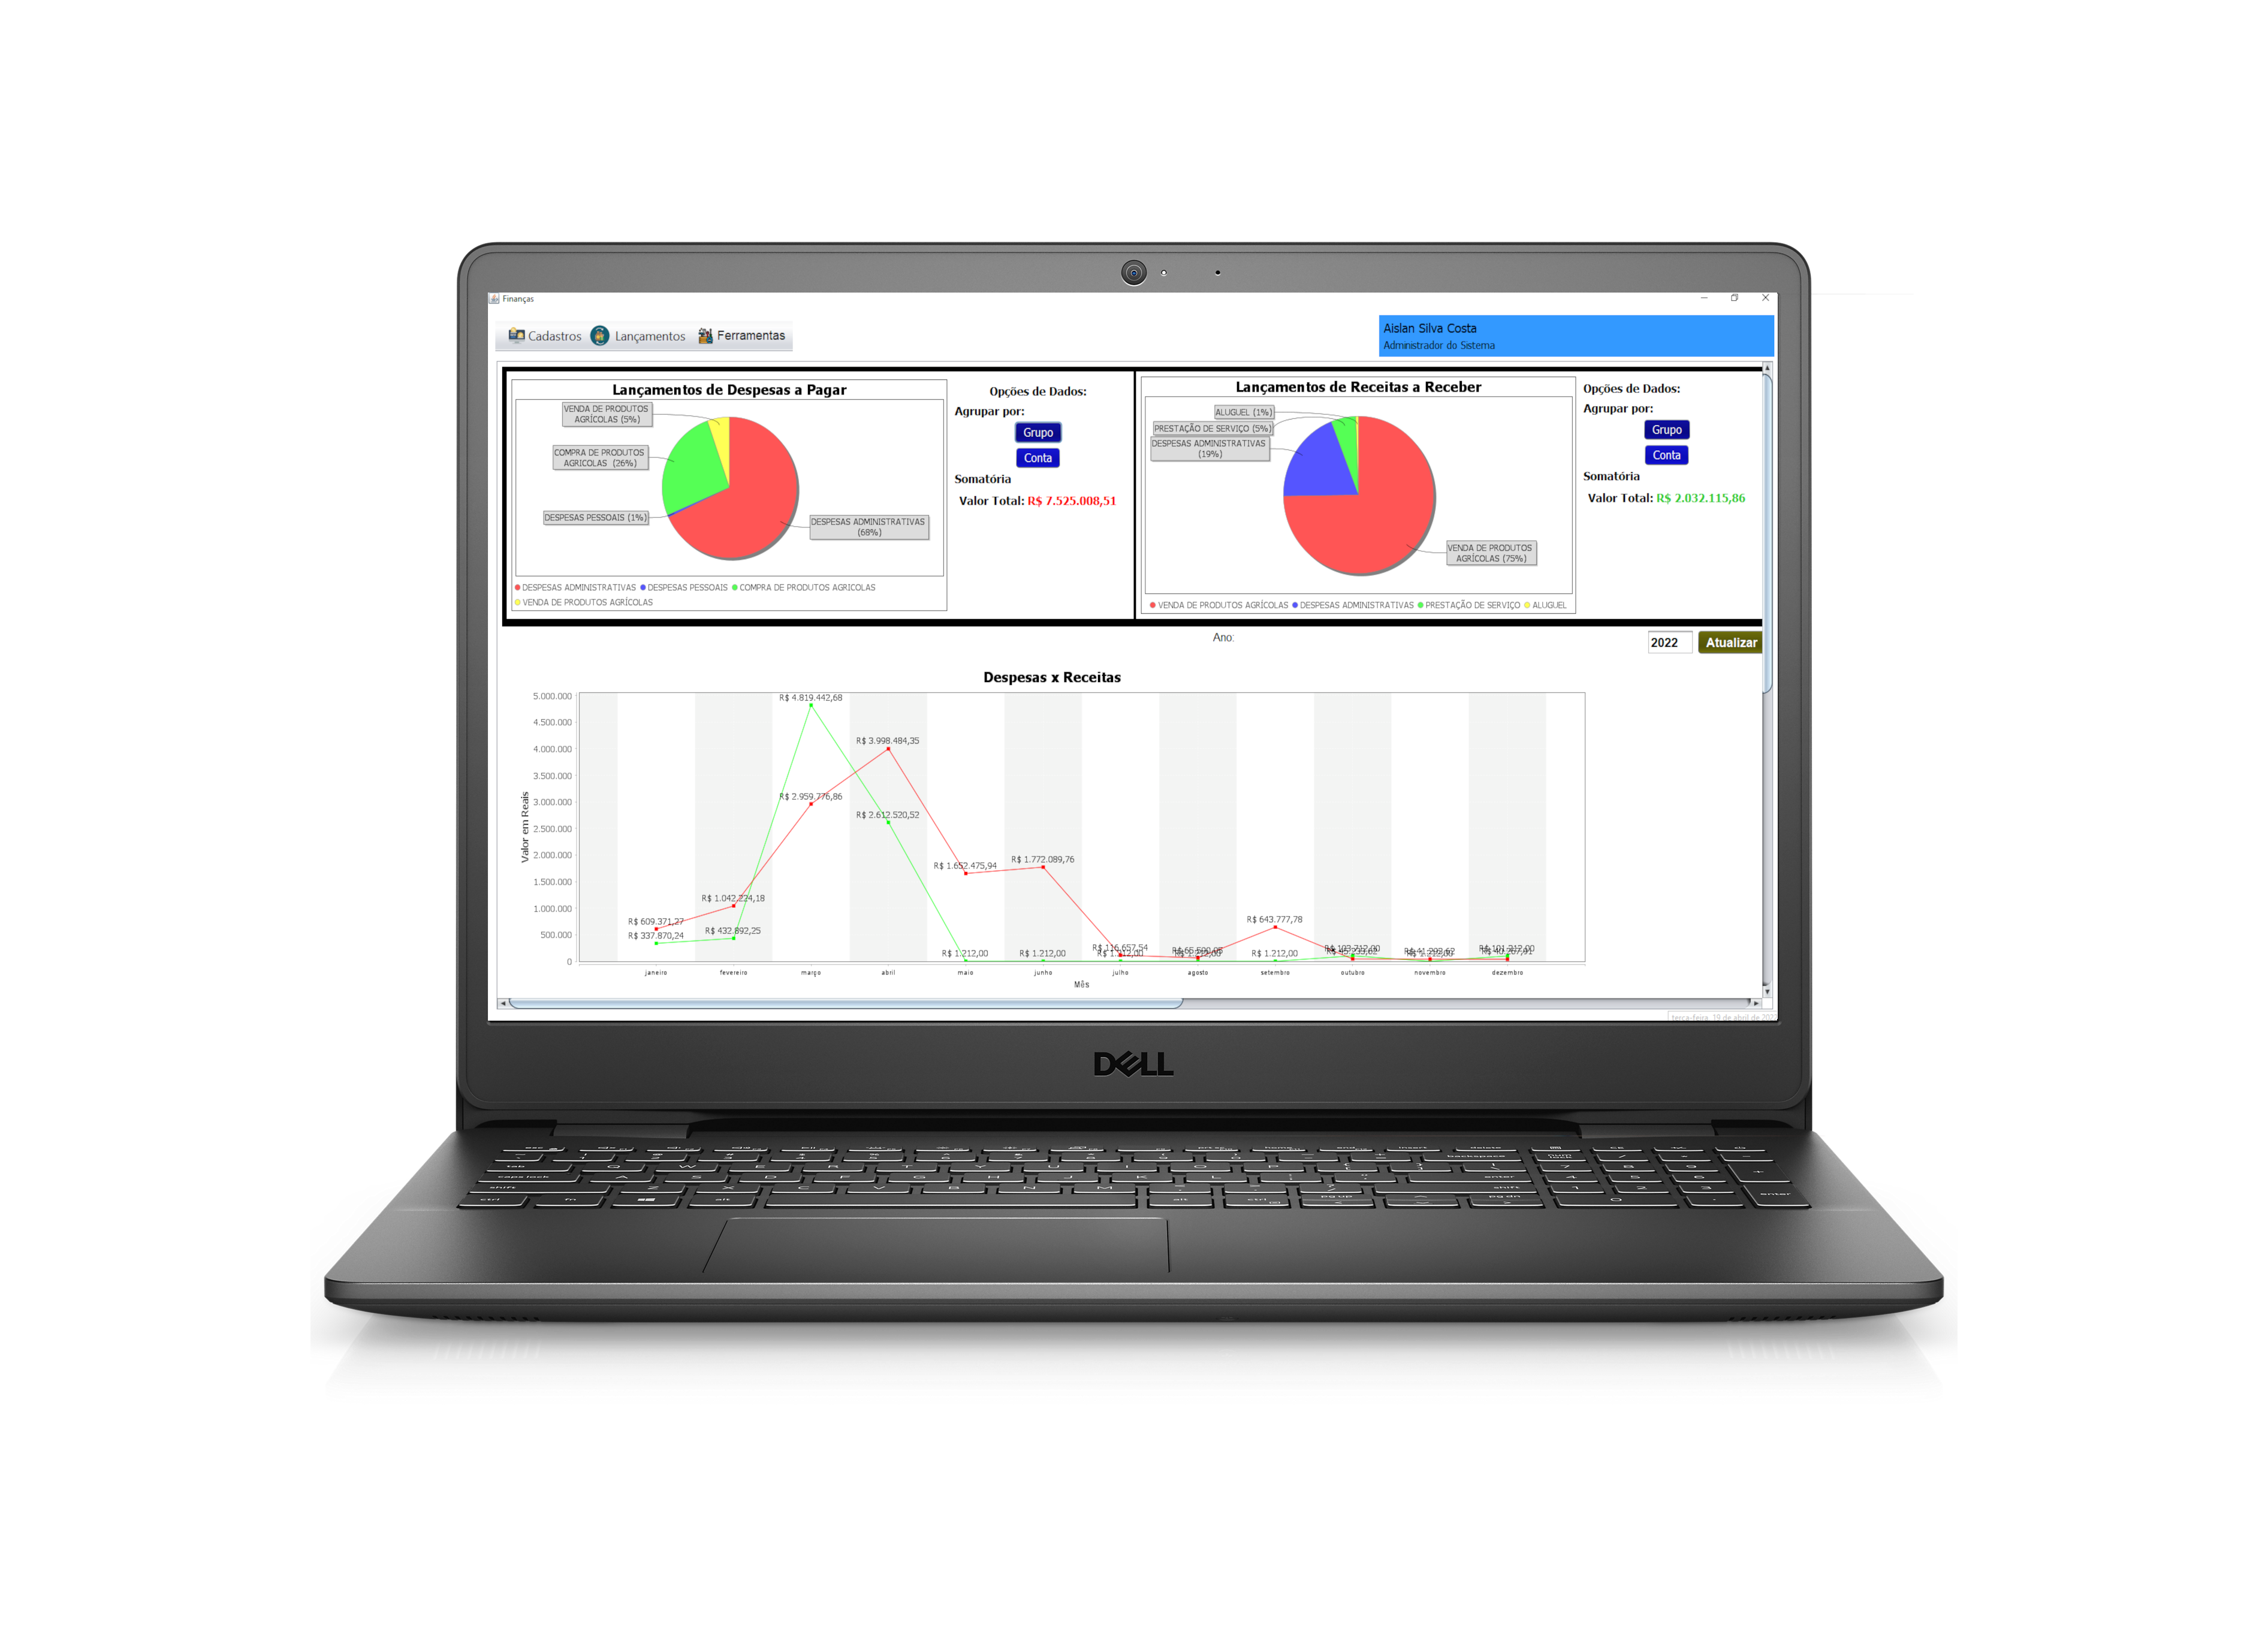 Finanças
Cadastros Lançamentos Ferramentas
Aislan Silva Costa
Administrador do Sistema
Lançamentos de Despesas a Pagar
VENDA DE PRODUTOS
AGRÍCOLAS (5%)
COMPRA DE PRODUTOS
AGRICOLAS (26%)
DESPESAS PESSOAIS (1%)
DESPESAS ADMINISTRATIVAS
(68%)
DESPESAS ADMINISTRATIVAS DESPESAS PESSOAIS COMPRA DE PRODUTOS AGRICOLAS
VENDA DE PRODUTOS AGRÍCOLAS
Opções de Dados:
Agrupar por:
Grupo
Conta
Somatória
Valor Total: R$ 7.525.008,51
Lançamentos de Receitas a Receber
ALUGUEL (1%)
PRESTAÇÃO DE SERVIÇO (5%)
DESPESAS ADMINISTRATIVAS
(19%)
VENDA DE PRODUTOS
AGRÍCOLAS (75%)
VENDA DE PRODUTOS AGRÍCOLAS DESPESAS ADMINISTRATIVAS PRESTAÇÃO DE SERVIÇO ALUGUEL
Opções de Dados:
Agrupar por:
Grupo
Conta
Somatória
Valor Total: R$ 2.032.115,86
Ano:
2022 Atualizar
Despesas x Receitas
Valor em Reais
5.000.000
4.500.000
4.000.000
3.500.000
3.000.000
2.500.000
2.000.000
1.500.000
1.000.000
500.000
0
R$ 4.819.442,68
R$ 3.998.484,35
R$ 2.959.776,86
R$ 2.612.520,52
R$ 1.652.475,94
R$ 1.772.089,76
R$ 1.042.224,18
R$ 609.371,27
R$ 337.870,24
R$ 432.892,25
R$ 643.777,78
R$ 1.212,00
R$ 1.212,00
R$ 116.657,54
R$ 1.212,00
janeiro fevereiro março abril maio junho julho agosto setembro outubro novembro dezembro
Mês
terça-feira, 19 de abril de 202
DELL